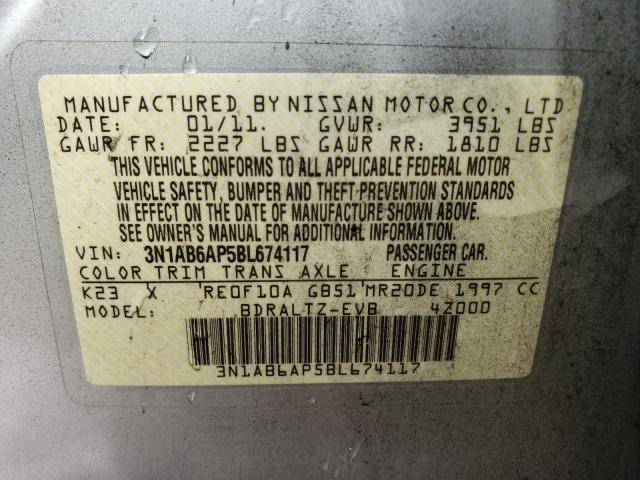 MANUFACTURED BY NISSAN MOTOR CO., LTD
DATE: 01/11. GVWR: 3951 LBS
GAWR FR: 2227 LBS GAWR RR: 1810 LBS
THIS VEHICLE CONFORMS TO ALL APPLICABLE FEDERAL MOTOR
VEHICLE SAFETY, BUMPER AND THEFT-PREVENTION STANDARDS
IN EFFECT ON THE DATE OF MANUFACTURE SHOWN ABOVE.
SEE OWNER'S MANUAL FOR ADDITIONAL INFORMATION.
VIN: 3N1AB6AP5BL674117 PASSENGER CAR.
COLOR TRIM TRANS AXLE: ENGINE
K23 X RE0F10A GB51 MR20DE 1997 CC
MODEL: BDRALTZ-EVB 4Z000
3N1AB6AP5BL674117